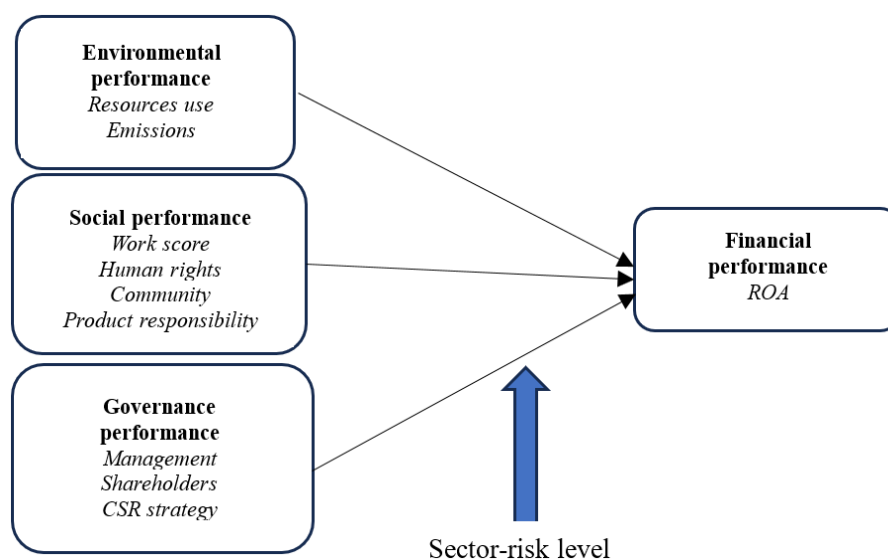 Environmental
performance
Resources use
Emissions
Social performance
Work score
Human rights
Community
Product responsibility
Governance
performance
Management
Shareholders
CSR strategy
Financial
performance
ROA
Sector-risk level